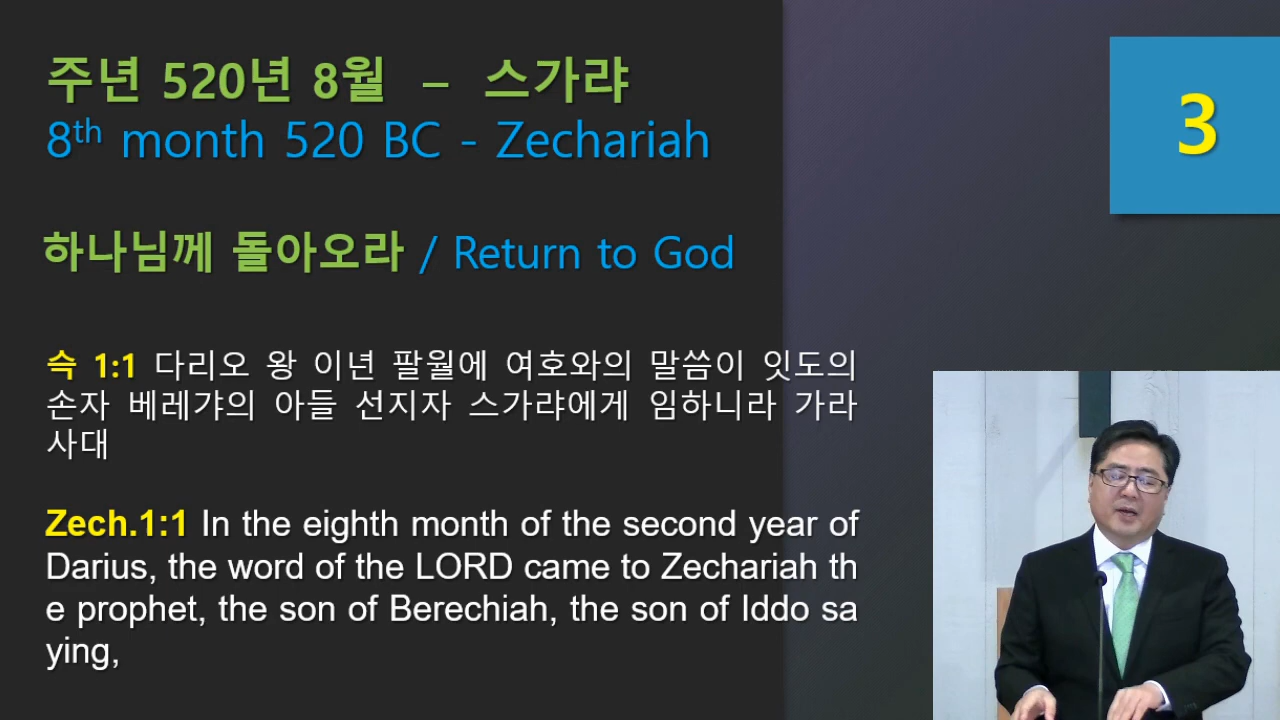 주년 520년 8월 – 스가랴
8th month 520 BC - Zechariah
3
하나님께 돌아오라 / Return to God
슥 1:1 다리오 왕 이년 팔월에 여호와의 말씀이 잇도의
손자 베레갸의 아들 선지자 스가랴에게 임하니라 가라
사대
Zech.1:1 In the eighth month of the second year of
Darius, the word of the LORD came to Zechariah th
e prophet, the son of Berechiah, the son of Iddo sa
ying,